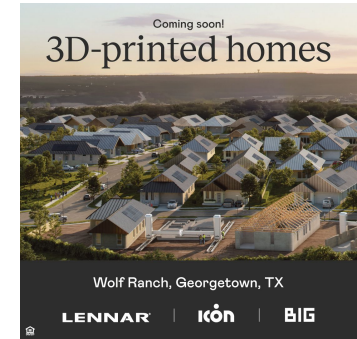 Coming soon!
3D-printed homes
Wolf Ranch, Georgetown, TX
LENNAR
ICON
BIG